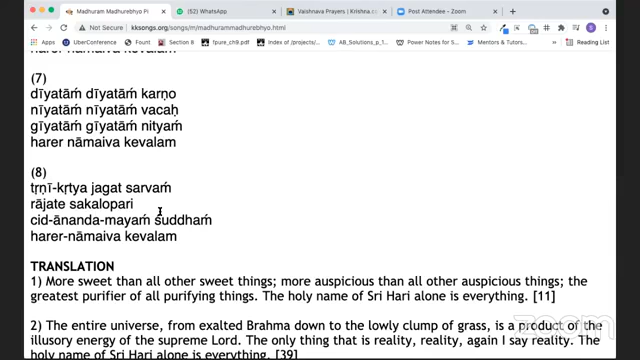 Madhuram Madhurebhyo Pi
WhatsApp
Vaishnava Prayers | Krishna.c
Post Attendee - Zoom
kksongs.org/songs/m/madhurammadhurebhyo.html
Apps
UberConference
Food Network
fpure_ch9.pdf
Index of /projects...
Whitepages
AB_Solutions_p_1...
Power Notes for S...
Mentors & Tutors...
Reading List
harer nāmaiva kevalam
(7)
dīyatāṁ dīyatāṁ karṇo
nīyatāṁ nīyatāṁ vacaḥ
gīyatāṁ gīyatāṁ nityaṁ
harer nāmaiva kevalam
(8)
tṛṇī-kṛtya jagat sarvaṁ
rājate sakalopari
cid-ānanda-mayaṁ śuddhaṁ
harer-nāmaiva kevalam
TRANSLATION
1) More sweet than all other sweet things; more auspicious than all other auspicious things; the
greatest purifier of all purifying things. The holy name of Sri Hari alone is everything. [11]
2) The entire universe, from exalted Brahma down to the lowly clump of grass, is a product of the
illusory energy of the supreme Lord. The only thing that is reality, reality, again I say reality. The
holy name of Sri Hari alone is everything. [39]
zoom